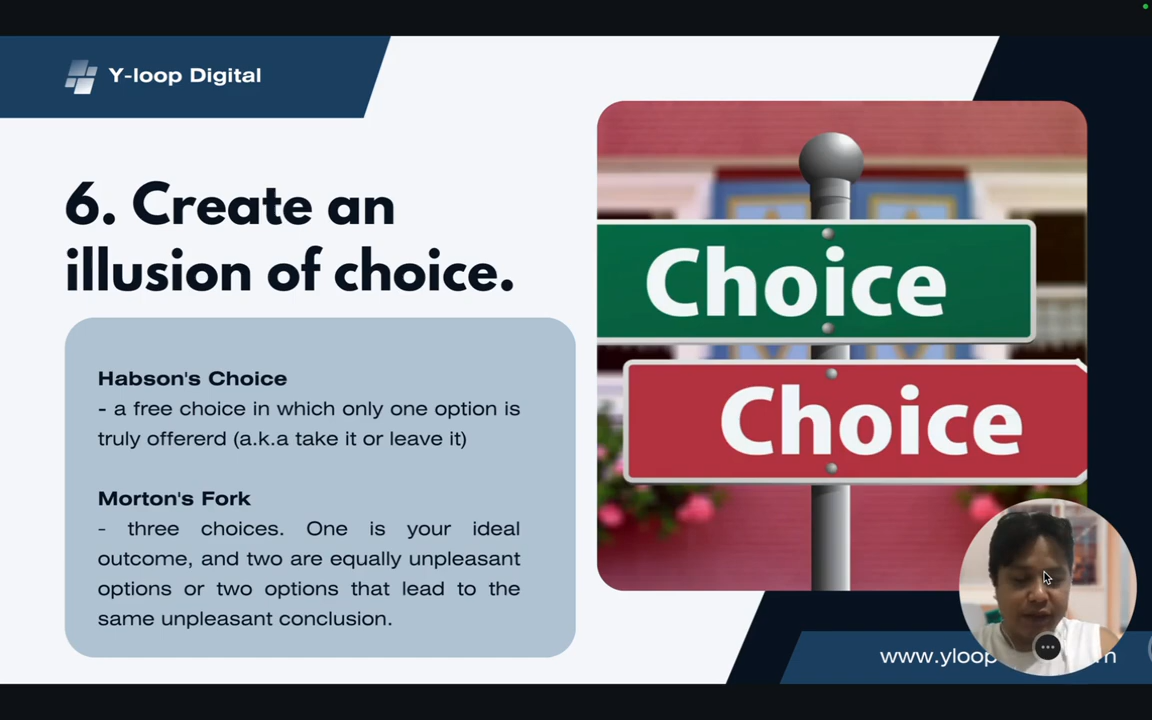 Y-loop Digital
6. Create an
illusion of choice.
Habson's Choice
- a free choice in which only one option is
truly offererd (a.k.a take it or leave it)
Morton's Fork
- three choices. One is your ideal
outcome, and two are equally unpleasant
options or two options that lead to the
same unpleasant conclusion.
Choice
Choice